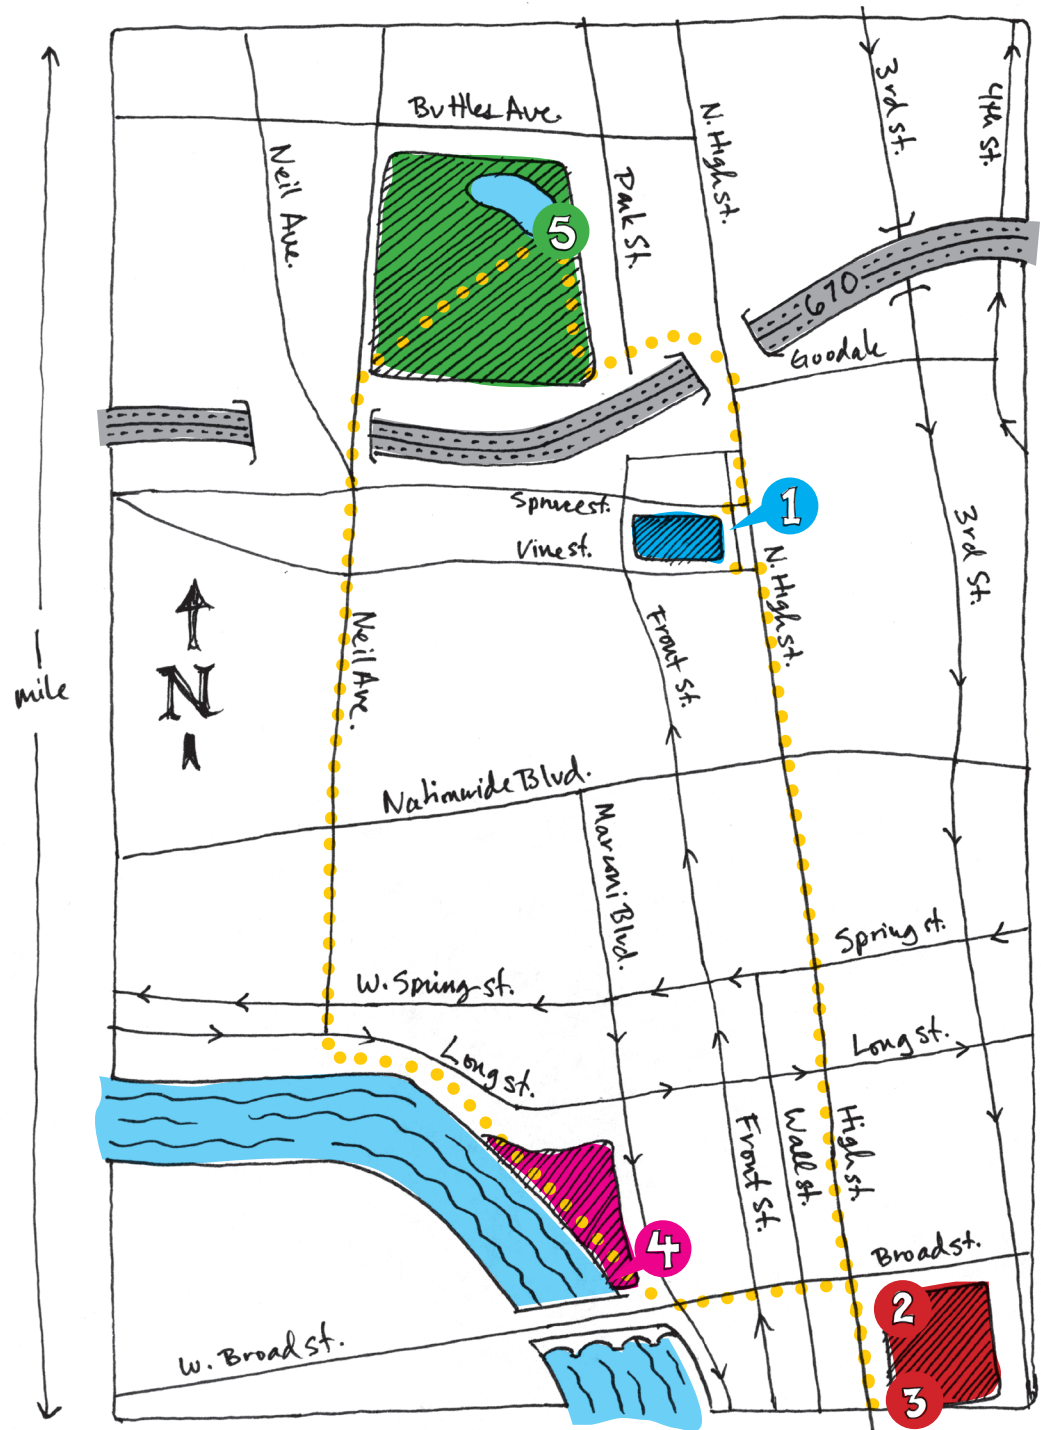 Buttles Ave.
Neil Ave.
Park St.
N. High St.
3rd St.
4th St.
5
670
Goodale
Spruce St.
1
Vine St.
N. High St.
3rd St.
Front St.
Neil Ave.
N
mile
Nationwide Blvd.
Marconi Blvd.
Spring St.
W. Spring St.
Long St.
Long St.
Front St.
Wall St.
High St.
4
Broad St.
2
W. Broad St.
3